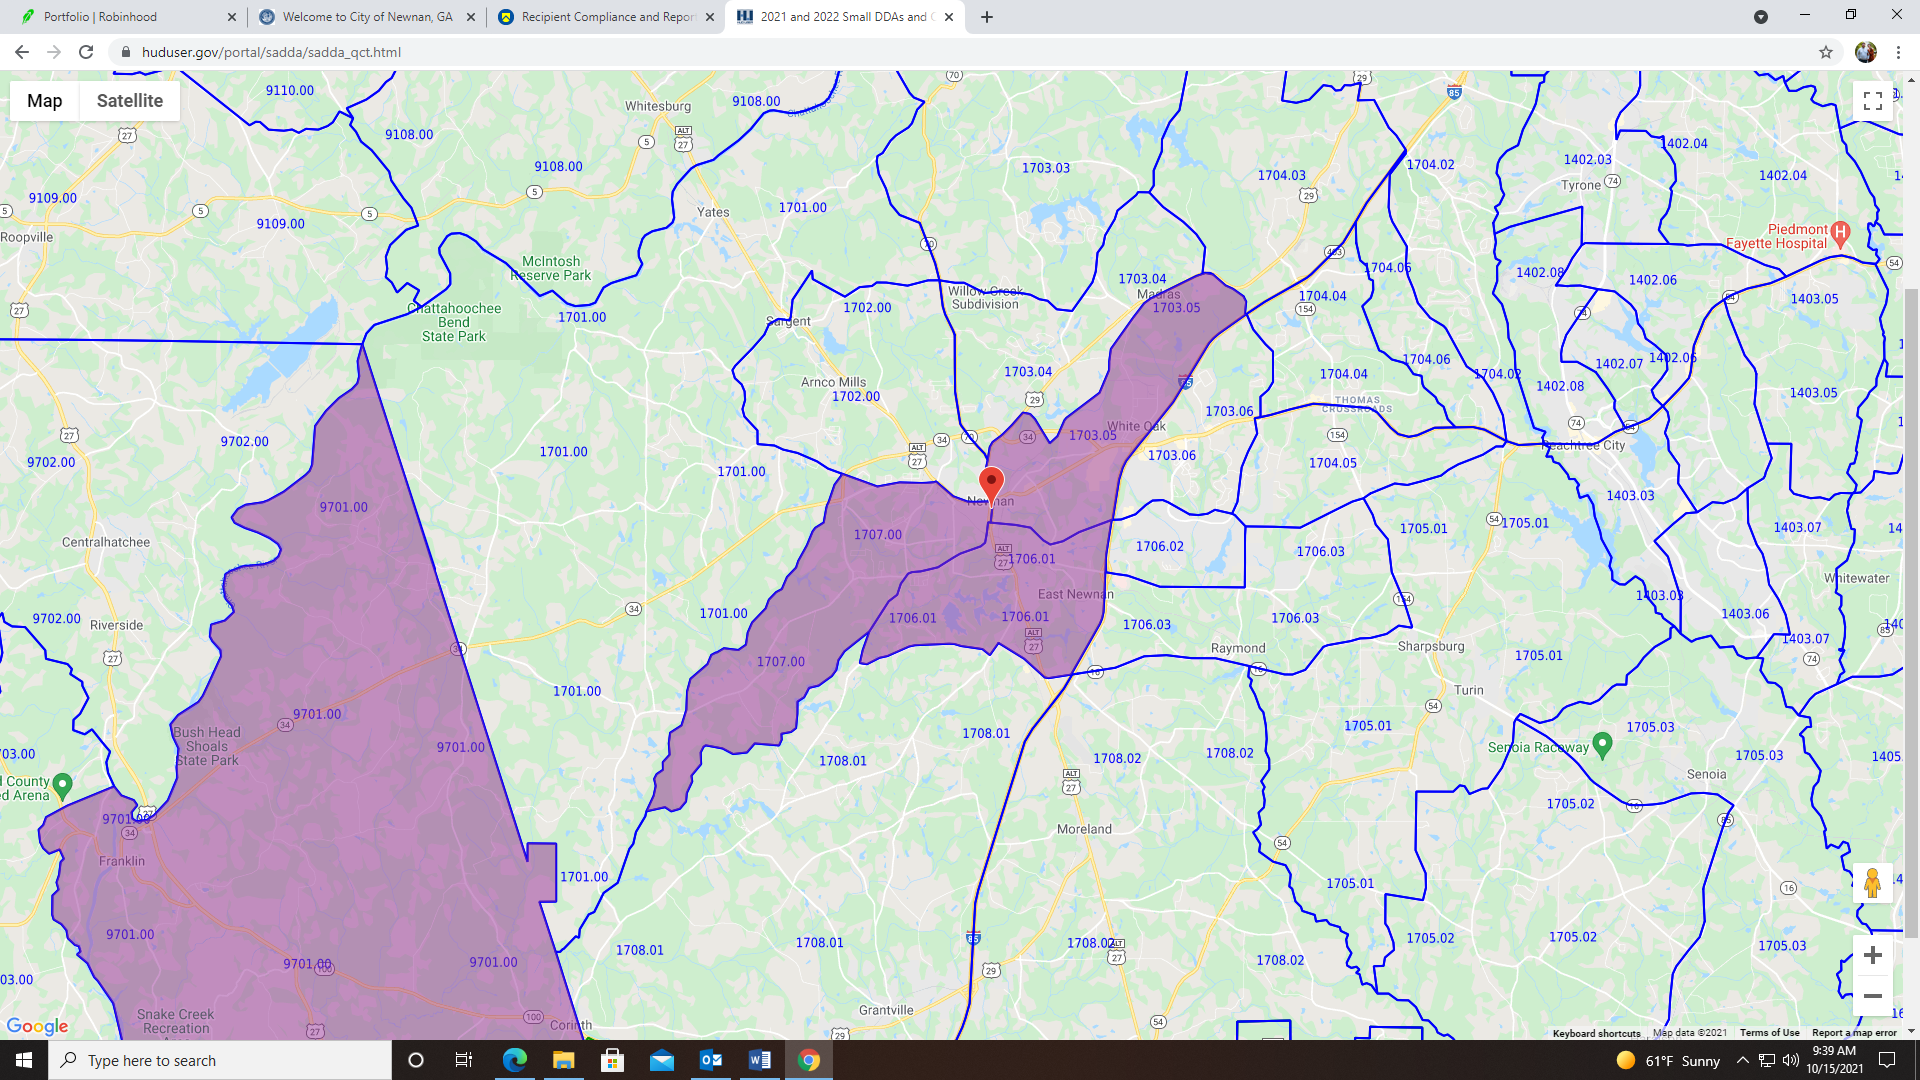 Portfolio | Robinhood
Welcome to City of Newnan, GA
Recipient Compliance and Repor
2021 and 2022 Small DDAs and
huduser.gov/portal/sadda/sadda_qct.html
Map
Satellite
9110.00
9108.00
9108.00
9108.00
9109.00
9109.00
Whitesburg
Yates
1701.00
1703.03
1704.03
1704.02
1402.03
1402.04
1402.04
Tyrone
Roopville
McIntosh
Reserve Park
Piedmont
Fayette Hospital
Chattahoochee
Bend
State Park
1701.00
Sargent
1702.00
Willow Creek
Subdivision
1703.04
Madras
1703.05
1704.06
1704.04
1402.08
1402.06
1403.05
Arnco Mills
1702.00
1703.04
1704.06
1704.04
1704.02
1402.07
1402.06
1402.08
1403.05
THOMAS
CROSSROADS
9702.00
9702.00
1701.00
1701.00
1703.05
White Oak
1703.06
1703.06
1704.05
Peachtree City
9701.00
Newnan
1403.03
Centralhatchee
1707.00
1706.01
1706.02
1706.03
1705.01
1705.01
1403.07
Whitewater
9702.00
Riverside
1701.00
East Newnan
1706.01
1706.01
1706.03
1706.03
1403.03
1403.06
1403.07
1707.00
Raymond
Sharpsburg
1705.01
1701.00
Turin
9701.00
Bush Head
Shoals
State Park
9701.00
1708.01
1708.01
1708.02
1708.02
1705.01
Senoia Raceway
1705.03
1705.03
Senoia
County
ed Arena
9701.00
Franklin
Moreland
1705.02
1701.00
1705.01
9701.00
9701.00
9701.00
1708.01
1708.01
1708.02
1708.02
1705.02
1705.02
1705.03
Snake Creek
Recreation
Corinth
Grantville
Google
Keyboard shortcuts
Map data ©2021
Terms of Use
Report a map error
Type here to search
61°F Sunny
9:39 AM
10/15/2021